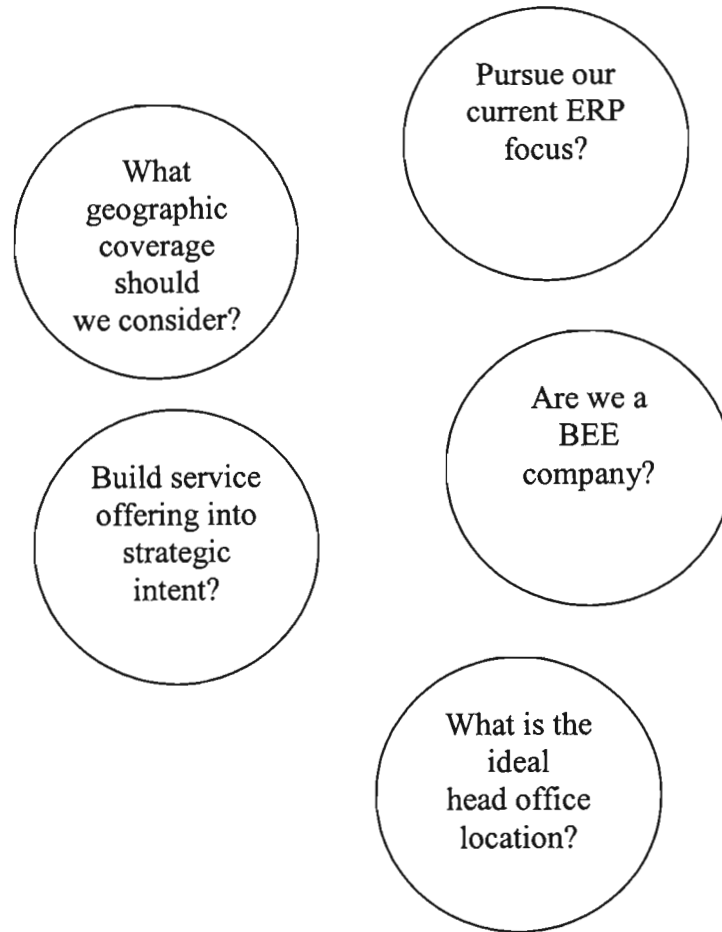 Pursue our
current ERP
focus?
What
geographic
coverage
should
we consider?
Are we a
BEE
company?
Build service
offering into
strategic
intent?
What is the
ideal
head office
location?